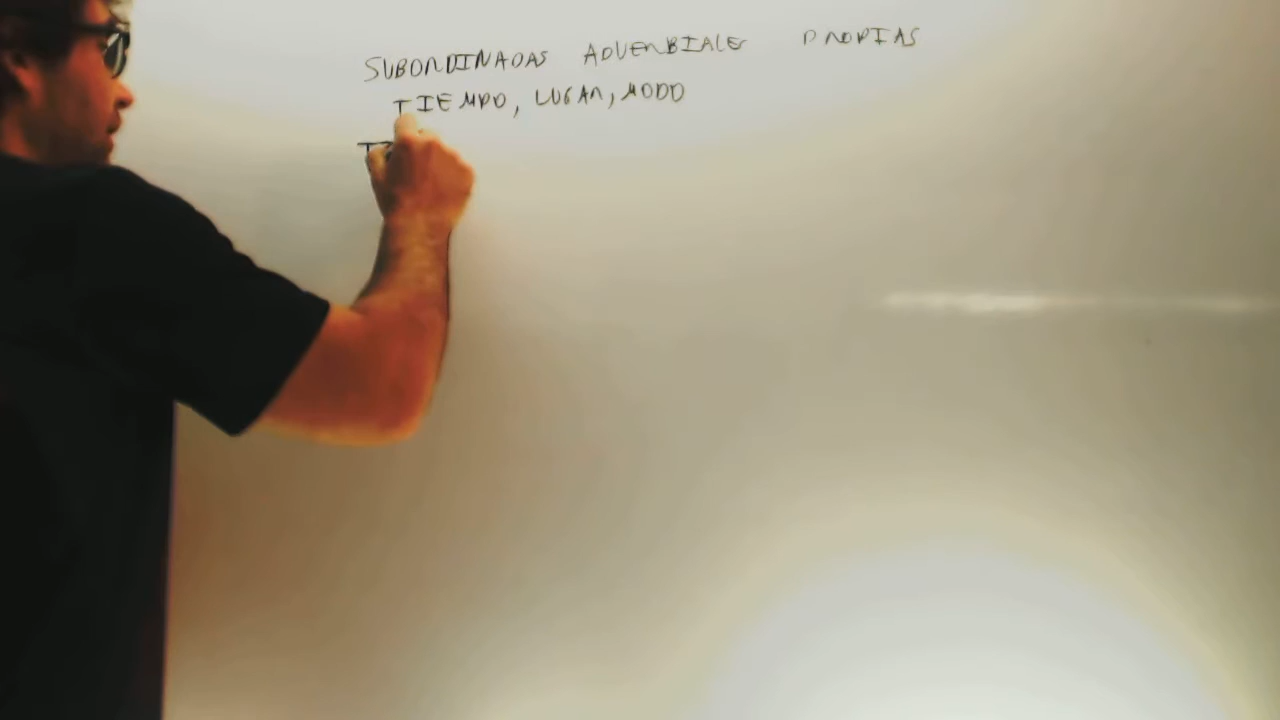 SUBORDINADAS ADVERBIALES PROPIAS
TIEMPO, LUGAR, MODO
T